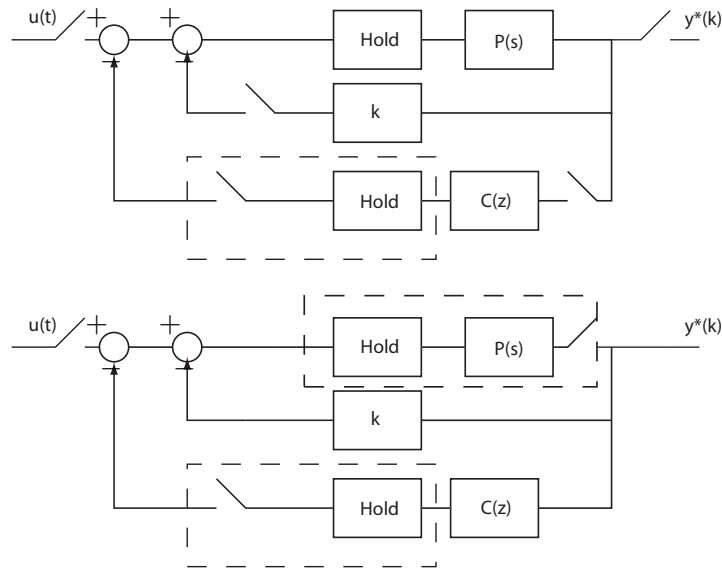 u(t) + + Hold P(s) y*(k)
k
Hold C(z)
u(t) + + Hold P(s) y*(k)
k
Hold C(z)